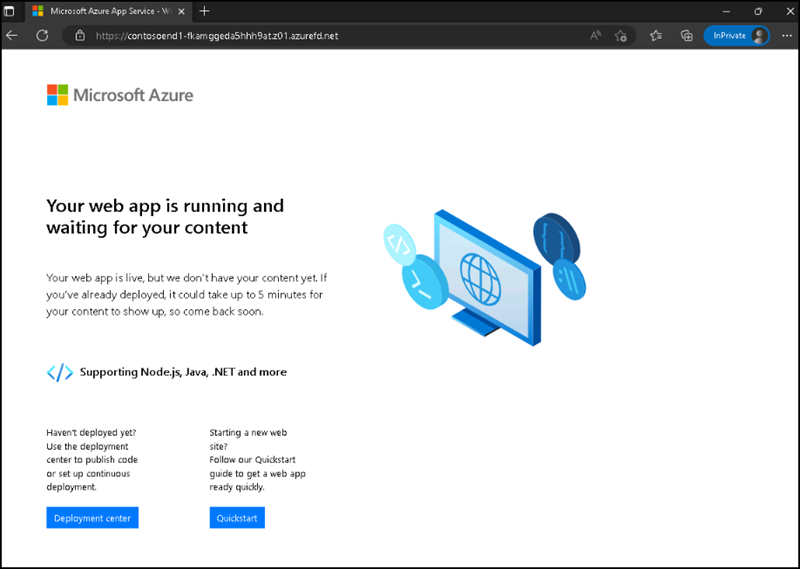 Microsoft Azure App Service - W
https://contosoend1-fkamggeda5hhh9at.z01.azurefd.net
InPrivate
Microsoft Azure
Your web app is running and
waiting for your content
Your web app is live, but we don't have your content yet. If
you've already deployed, it could take up to 5 minutes for
your content to show up, so come back soon.
</> Supporting Node.js, Java, .NET and more
Haven't deployed yet?
Use the deployment
center to publish code
or set up continuous
deployment.
Deployment center
Starting a new web
site?
Follow our Quickstart
guide to get a web app
ready quickly.
Quickstart